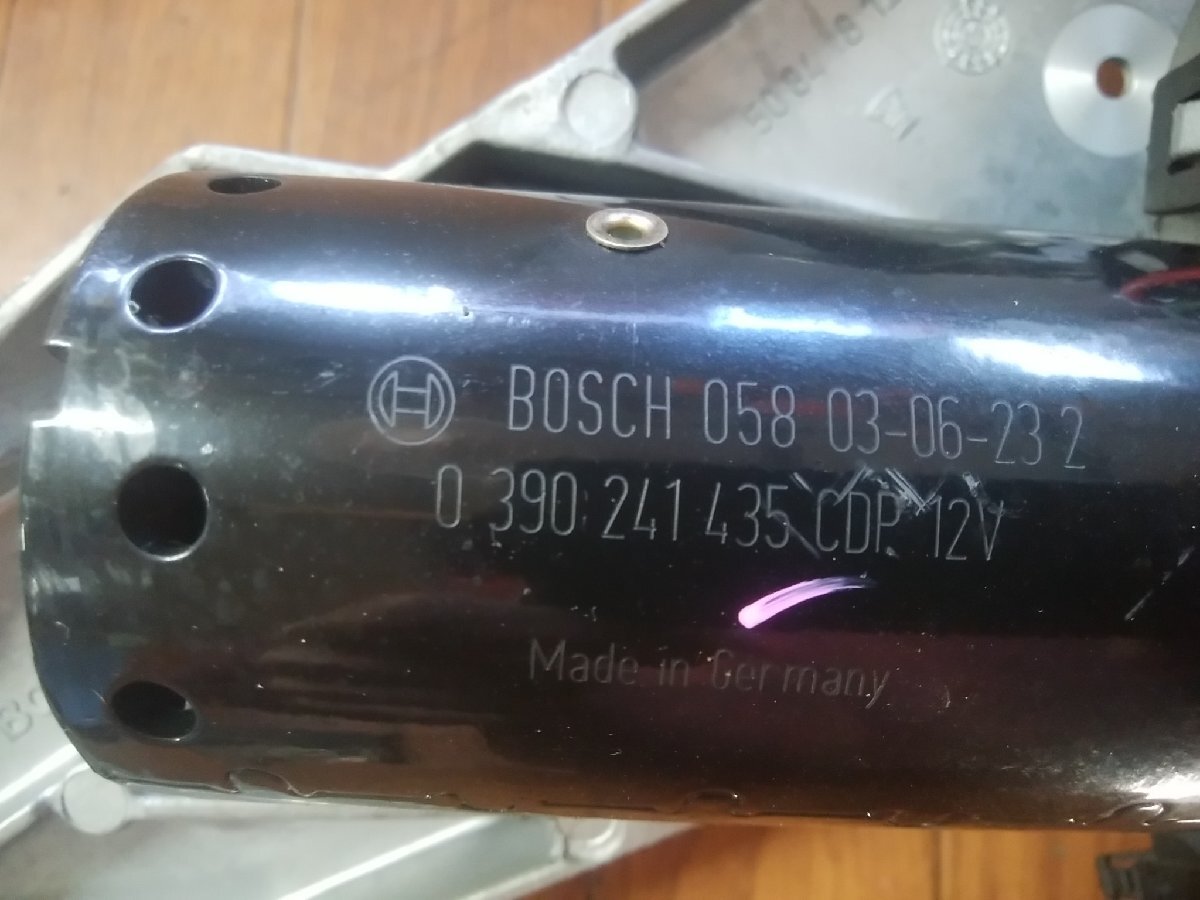 BOSCH 058 03-06-23 2
0 390 241 435 CDP 12V
Made in Germany